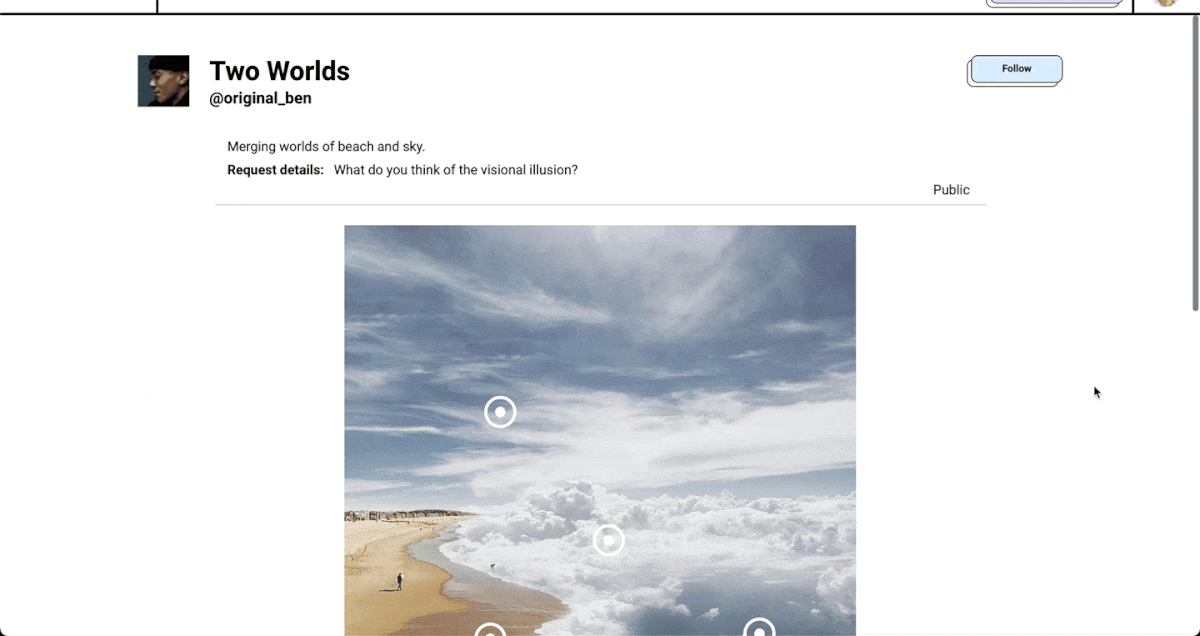 Two Worlds
Follow
@original_ben
Merging worlds of beach and sky.
Request details: What do you think of the visional illusion?
Public